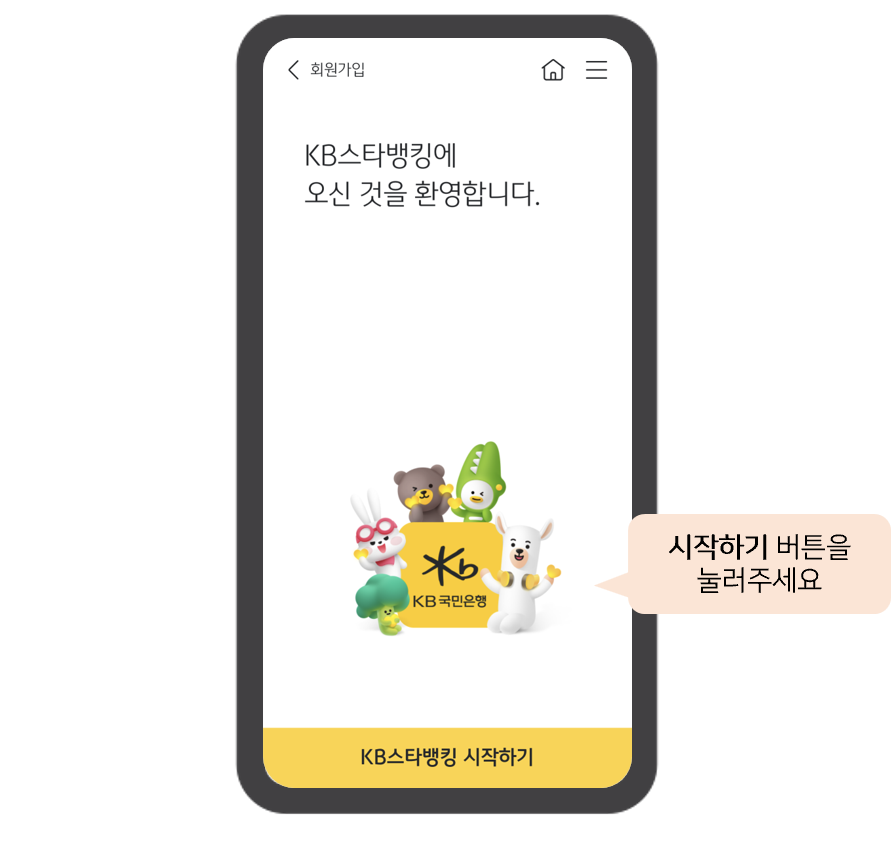 회원가입
KB스타뱅킹에
오신 것을 환영합니다.
Kb
KB 국민은행
시작하기 버튼을
눌러주세요
KB스타뱅킹 시작하기